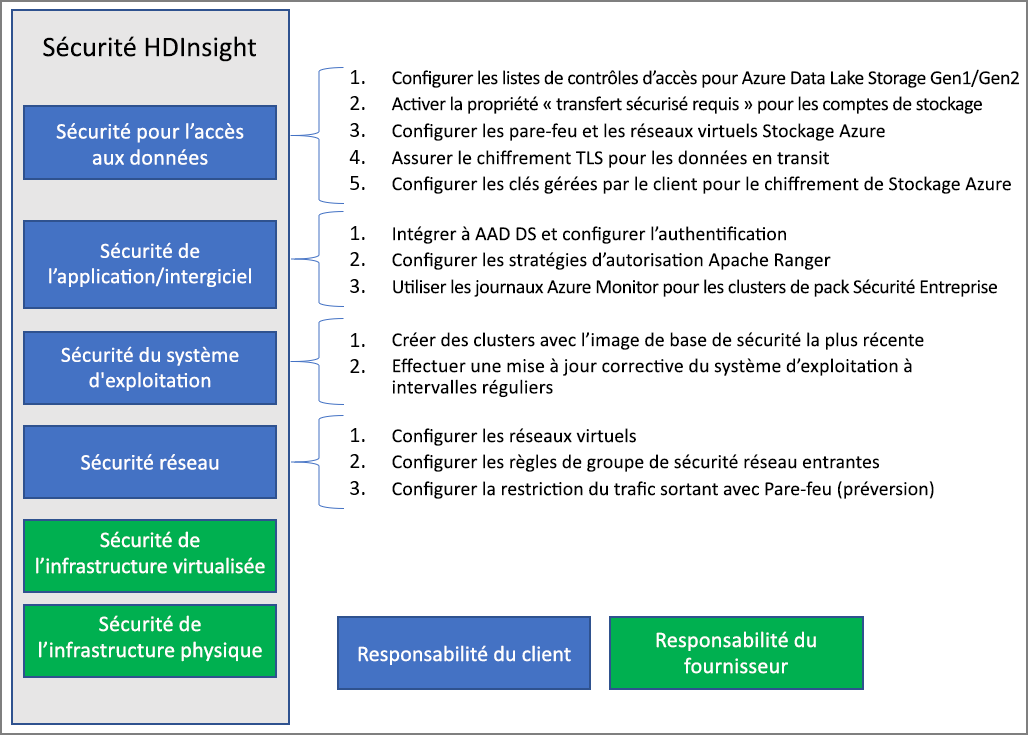 Sécurité HDInsight
Sécurité pour l’accès
aux données
1. Configurer les listes de contrôles d’accès pour Azure Data Lake Storage Gen1/Gen2
2. Activer la propriété « transfert sécurisé requis » pour les comptes de stockage
3. Configurer les pare-feu et les réseaux virtuels Stockage Azure
4. Assurer le chiffrement TLS pour les données en transit
5. Configurer les clés gérées par le client pour le chiffrement de Stockage Azure
Sécurité de
l’application/intergiciel
1. Intégrer à AAD DS et configurer l’authentification
2. Configurer les stratégies d’autorisation Apache Ranger
3. Utiliser les journaux Azure Monitor pour les clusters de pack Sécurité Entreprise
Sécurité du système
d'exploitation
1. Créer des clusters avec l’image de base de sécurité la plus récente
2. Effectuer une mise à jour corrective du système d’exploitation à
intervalles réguliers
Sécurité réseau
1. Configurer les réseaux virtuels
2. Configurer les règles de groupe de sécurité réseau entrantes
3. Configurer la restriction du trafic sortant avec Pare-feu (préversion)
Sécurité de
l’infrastructure virtualisée
Sécurité de
l’infrastructure physique
Responsabilité du client
Responsabilité du
fournisseur